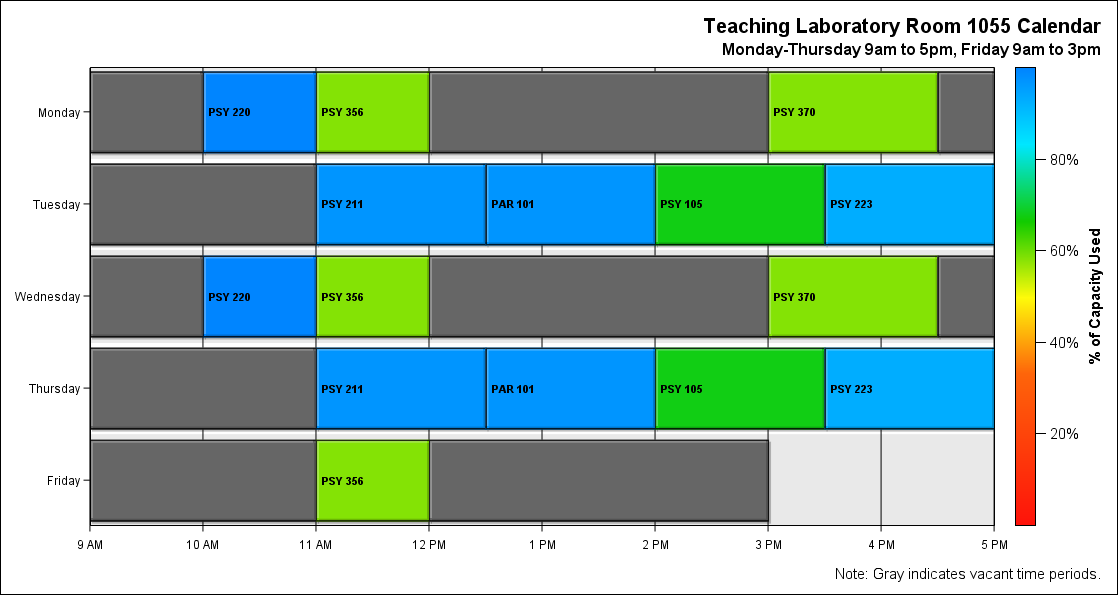 Teaching Laboratory Room 1055 Calendar
Monday-Thursday 9am to 5pm, Friday 9am to 3pm
Monday
PSY 220
PSY 356
PSY 370
Tuesday
PSY 211
PAR 101
PSY 105
PSY 223
Wednesday
PSY 220
PSY 356
PSY 370
Thursday
PSY 211
PAR 101
PSY 105
PSY 223
Friday
PSY 356
9 AM
10 AM
11 AM
12 PM
1 PM
2 PM
3 PM
4 PM
5 PM
80%
60%
40%
20%
% of Capacity Used
Note: Gray indicates vacant time periods.